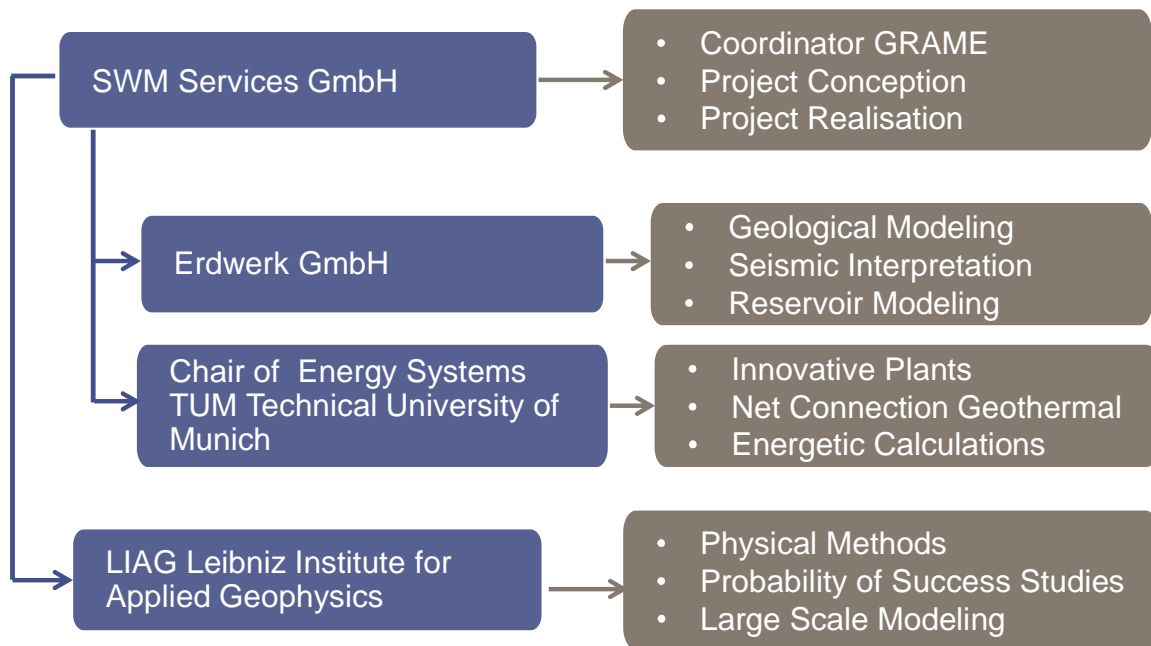 SWM Services GmbH
• Coordinator GRAME
• Project Conception
• Project Realisation
Erdwerk GmbH
• Geological Modeling
• Seismic Interpretation
• Reservoir Modeling
Chair of Energy Systems
TUM Technical University of
Munich
• Innovative Plants
• Net Connection Geothermal
• Energetic Calculations
LIAG Leibniz Institute for
Applied Geophysics
• Physical Methods
• Probability of Success Studies
• Large Scale Modeling